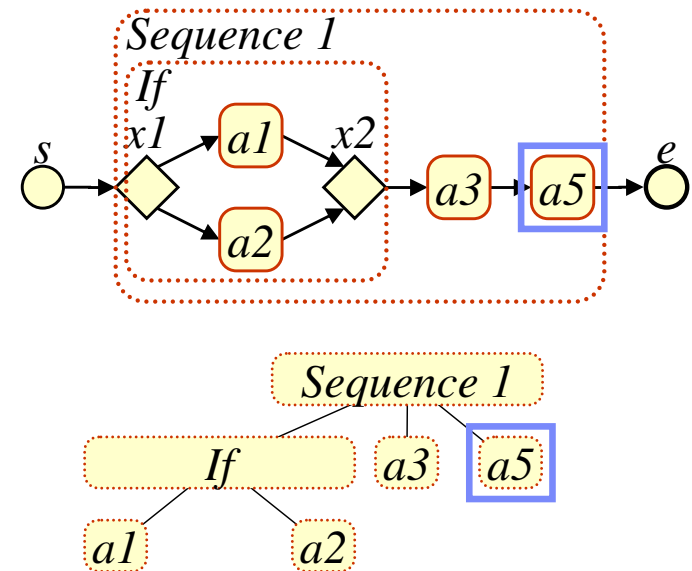 Sequence 1
If
x1
a1
x2
s
a3
a5
e
a2
Sequence 1
If
a3
a5
a1
a2